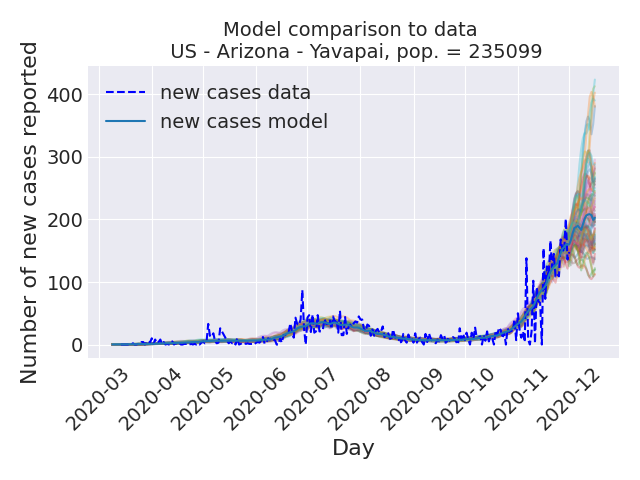 Model comparison to data
US - Arizona - Yavapai, pop. = 235099
Number of new cases reported
400
300
200
100
0
new cases data
new cases model
2020-03
2020-04
2020-05
2020-06
2020-07
2020-08
2020-09
2020-10
2020-11
2020-12
Day